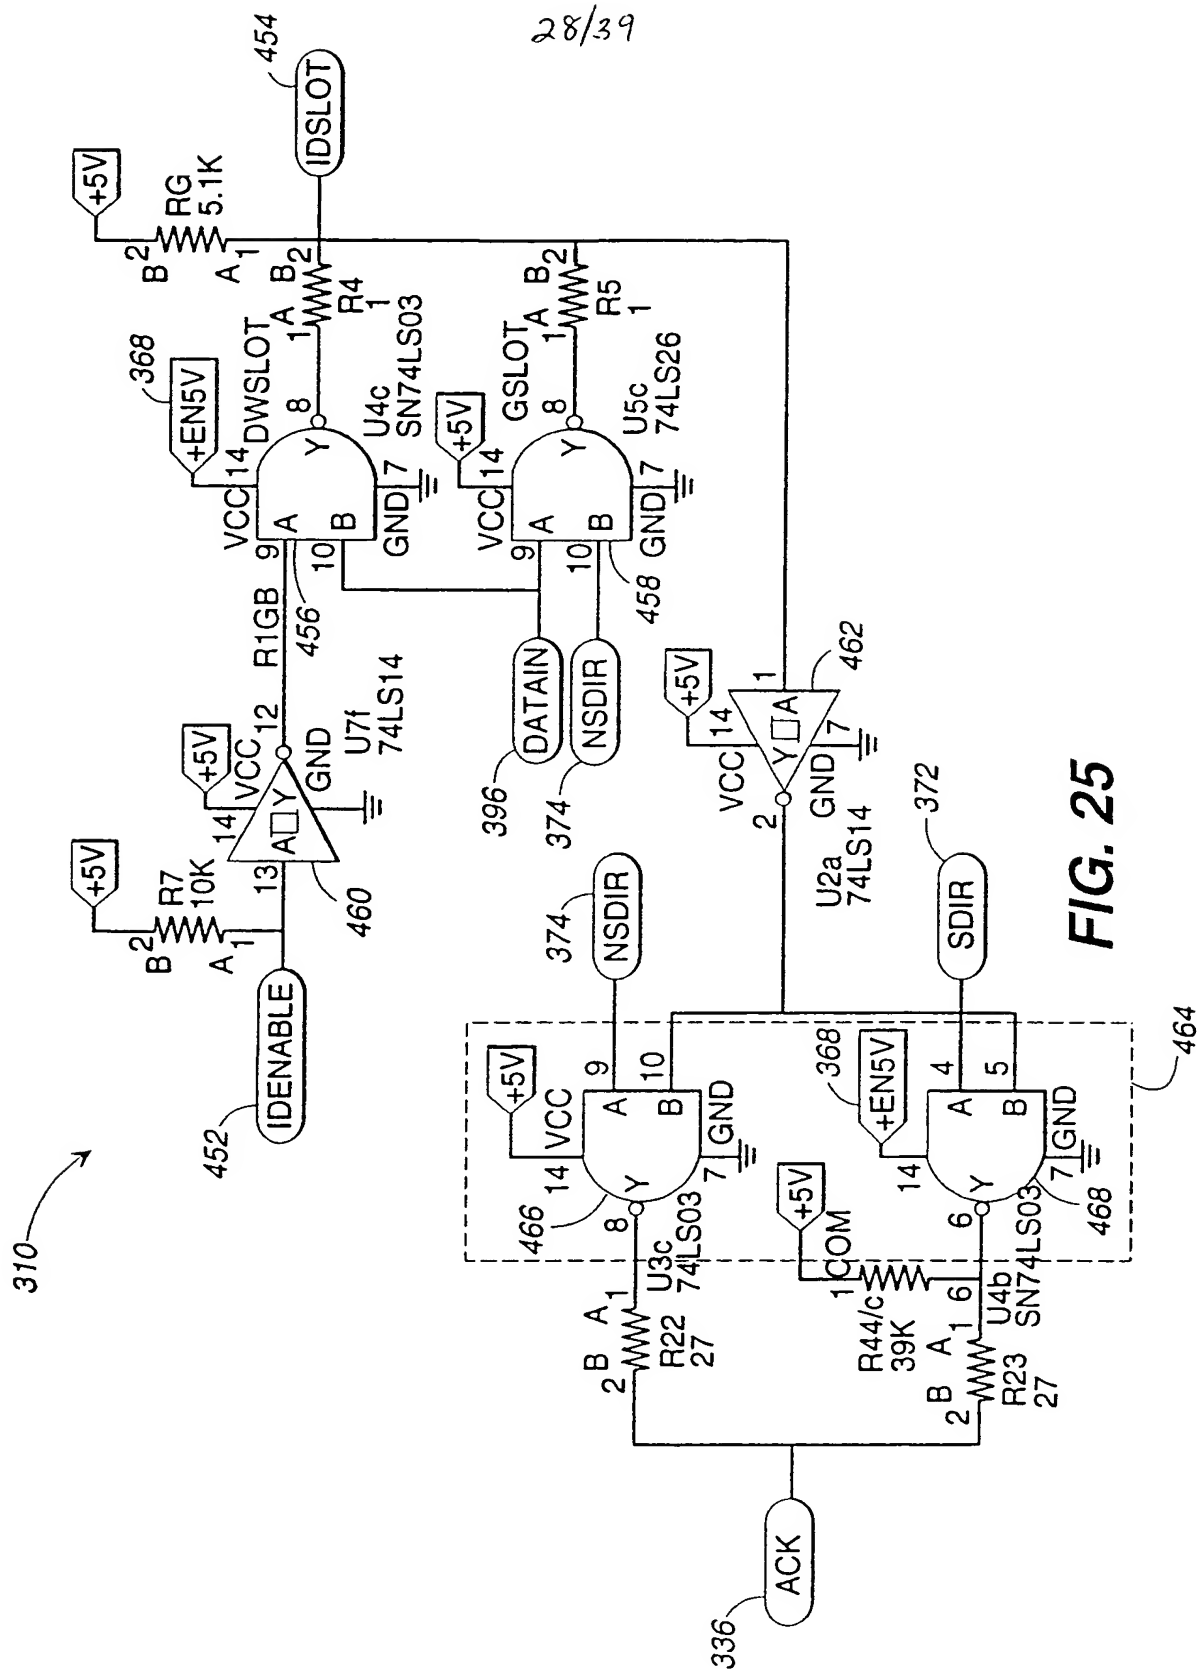 28/39
310
452
IDENABLE
+5V
R7
10K
B 2
A 1
13
A Y
460
14
VCC
+5V
GND
12
U7f
74LS14
R1GB
9
10
456
A
B
Y
VCC
14
+EN5V
368
GND
7
8
DWSLOT
U4c
SN74LS03
1 A
B 2
R4
1
+5V
RG
5.1K
B 2
A 1
IDSLOT
454
396
DATAIN
374
NSDIR
9
10
458
A
B
Y
VCC
14
+5V
GND
7
8
GSLOT
U5c
74LS26
1 A
B 2
R5
1
462
1
Y A
VCC
14
+5V
GND
7
2
U2a
74LS14
374
NSDIR
372
SDIR
464
466
+5V
VCC
14
9
10
A
B
Y
GND
7
8
U3c
74LS03
1 A
B 2
R22
27
368
+EN5V
14
4
5
A
B
Y
GND
7
468
6
U4b
SN74LS03
+5V
1 COM
R44/c
39K
6
1 A
B 2
R23
27
ACK
336
FIG. 25